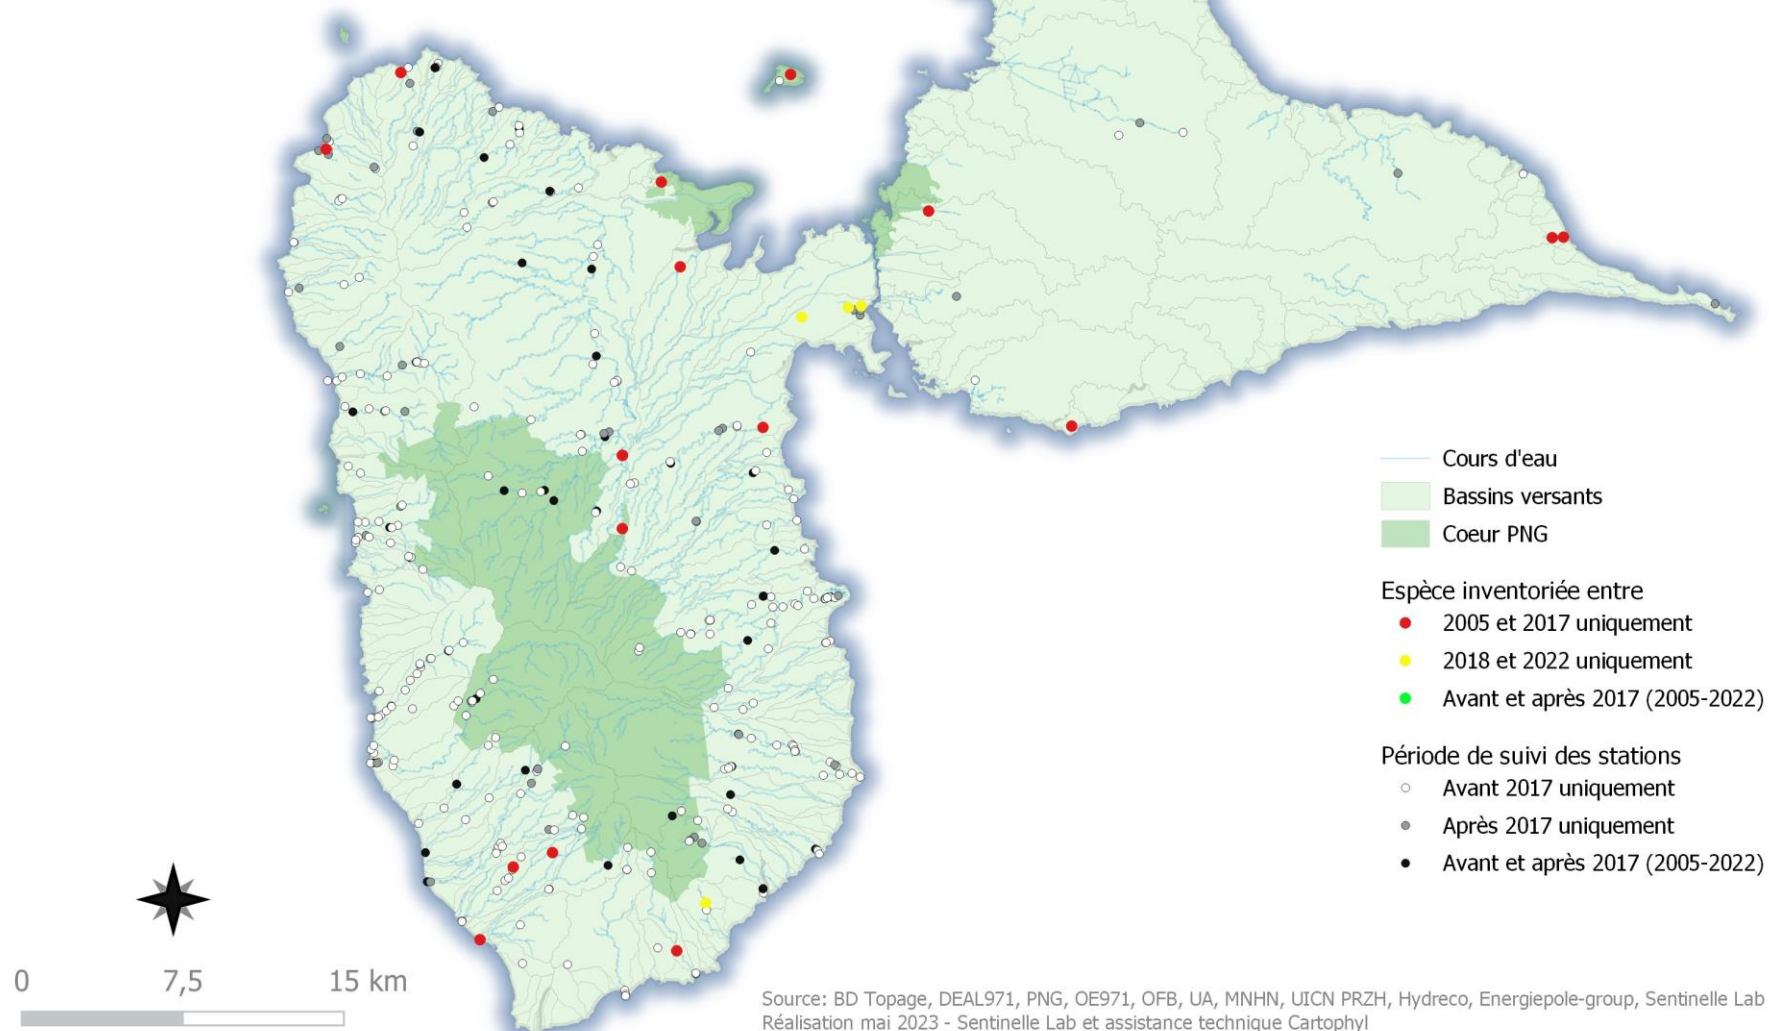 Cours d'eau
Bassins versants
Coeur PNG
Espèce inventoriée entre
2005 et 2017 uniquement
2018 et 2022 uniquement
Avant et après 2017 (2005-2022)
Période de suivi des stations
Avant 2017 uniquement
Après 2017 uniquement
Avant et après 2017 (2005-2022)
0 7,5 15 km
Source: BD Topage, DEAL971, PNG, OE971, OFB, UA, MNHN, UICN PRZH, Hydreco, Energiepole-group, Sentinelle Lab
Réalisation mai 2023 - Sentinelle Lab et assistance technique Cartophyl